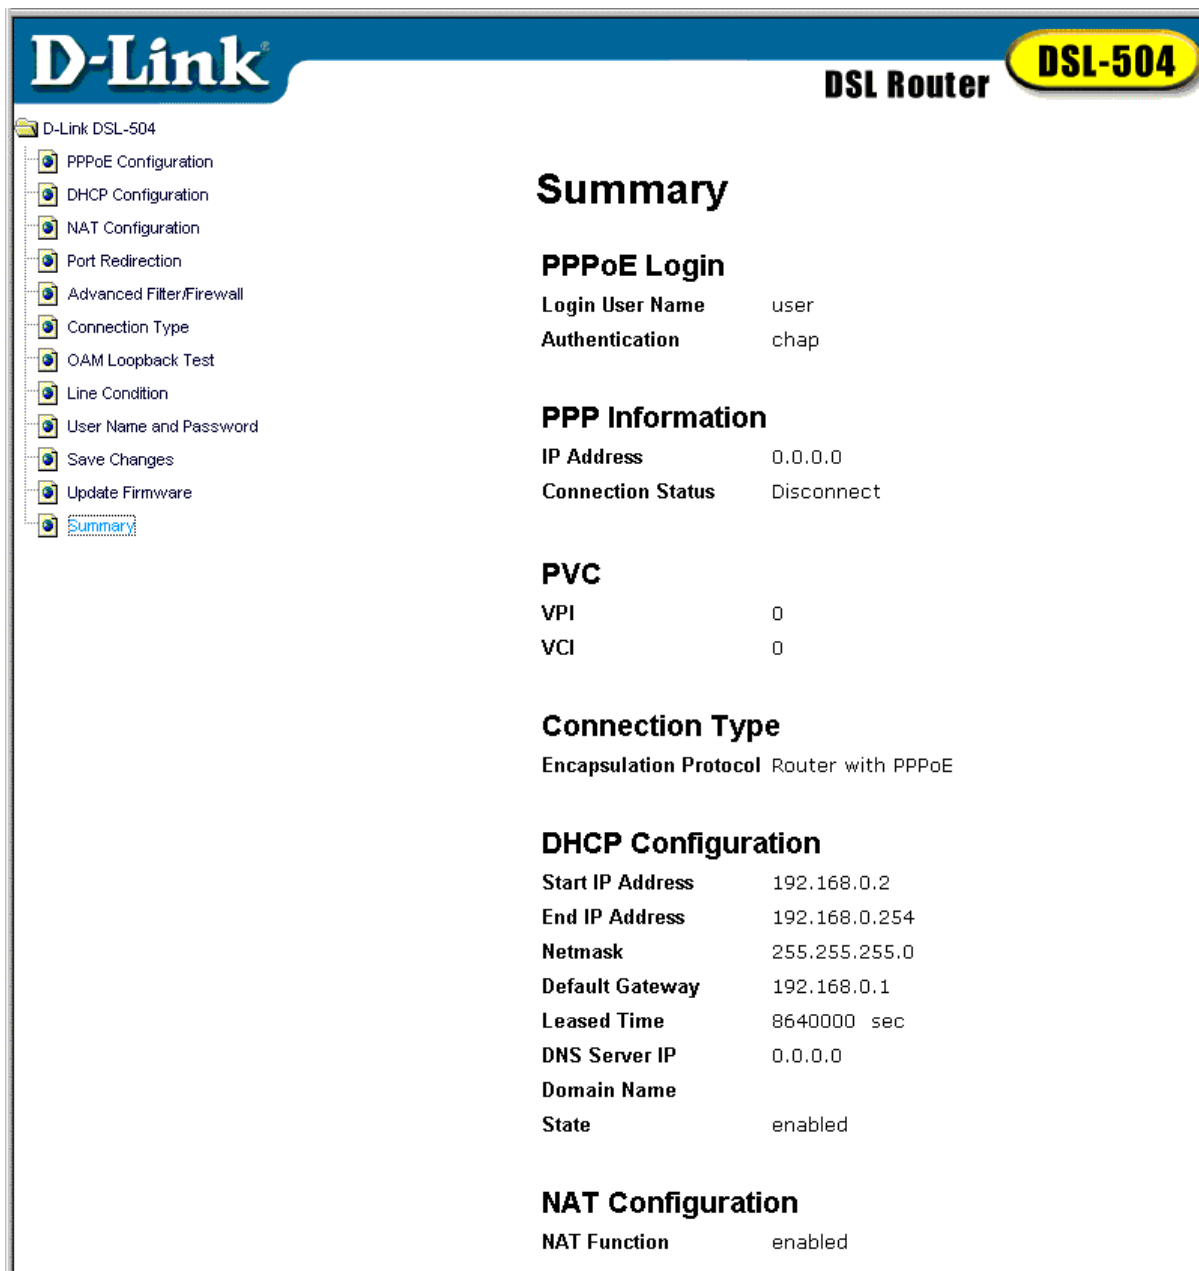 D-Link®
DSL Router
DSL-504
D-Link DSL-504
PPPoE Configuration
DHCP Configuration
NAT Configuration
Port Redirection
Advanced Filter/Firewall
Connection Type
OAM Loopback Test
Line Condition
User Name and Password
Save Changes
Update Firmware
Summary
Summary
PPPoE Login
Login User Name user
Authentication chap
PPP Information
IP Address 0.0.0.0
Connection Status Disconnect
PVC
VPI 0
VCI 0
Connection Type
Encapsulation Protocol Router with PPPoE
DHCP Configuration
Start IP Address 192.168.0.2
End IP Address 192.168.0.254
Netmask 255.255.255.0
Default Gateway 192.168.0.1
Leased Time 8640000 sec
DNS Server IP 0.0.0.0
Domain Name
State enabled
NAT Configuration
NAT Function enabled